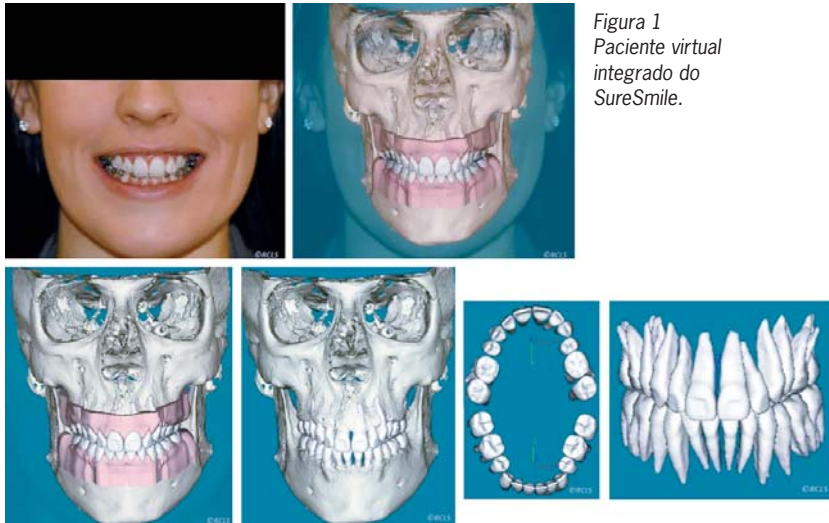 Figura 1
Paciente virtual
integrado do
SureSmile.
©RCLS
©RCLS
©RCLS
©RCLS
©RCLS
©RCLS